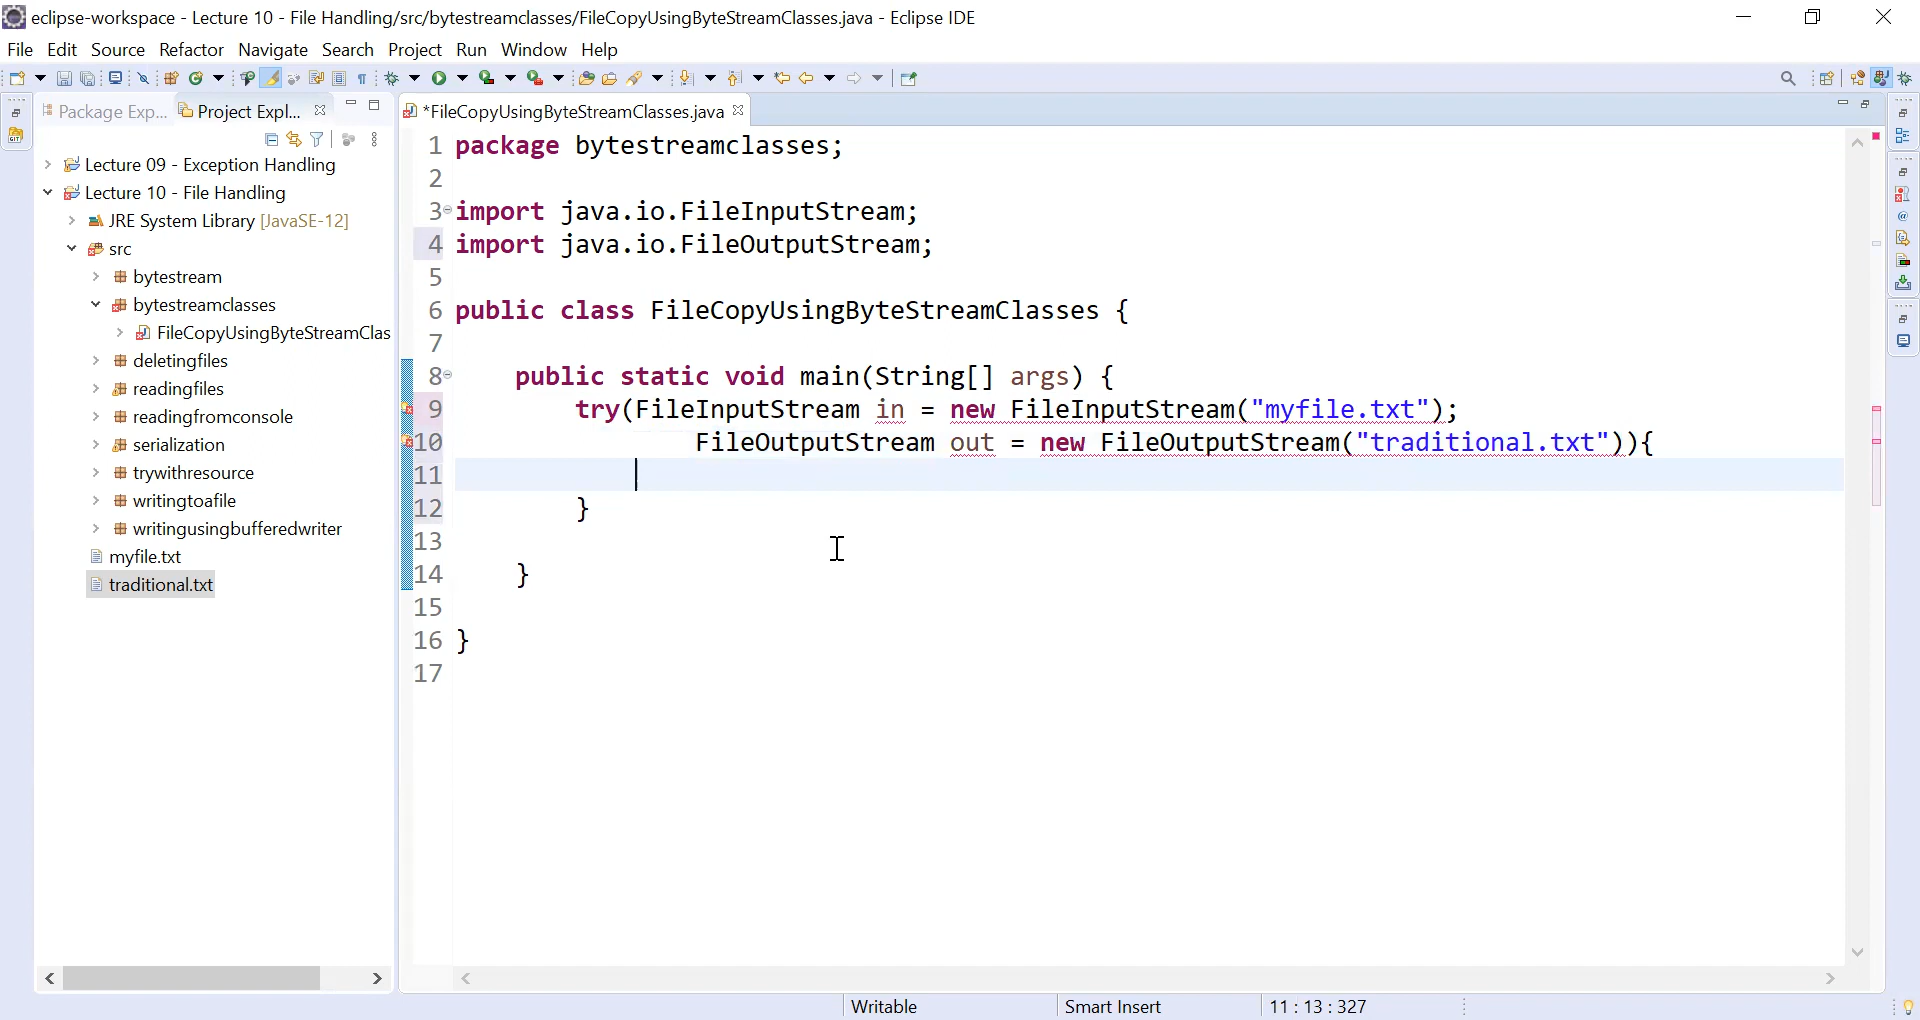 eclipse-workspace - Lecture 10 - File Handling/src/bytestreamclasses/FileCopyUsingByteStreamClasses.java - Eclipse IDE
File Edit Source Refactor Navigate Search Project Run Window Help
Package Exp... Project Expl... *FileCopyUsingByteStreamClasses.java
Lecture 09 - Exception Handling
Lecture 10 - File Handling
JRE System Library [JavaSE-12]
src
bytestream
bytestreamclasses
FileCopyUsingByteStreamClas
deletingfiles
readingfiles
readingfromconsole
serialization
trywithresource
writingtoafile
writingusingbufferedwriter
myfile.txt
traditional.txt
1 package bytestreamclasses;
2
3 import java.io.FileInputStream;
4 import java.io.FileOutputStream;
5
6 public class FileCopyUsingByteStreamClasses {
7
8 public static void main(String[] args) {
9 try(FileInputStream in = new FileInputStream("myfile.txt");
10 FileOutputStream out = new FileOutputStream("traditional.txt")){
11
12 }
13
14 }
15
16 }
17
Writable Smart Insert 11 : 13 : 327